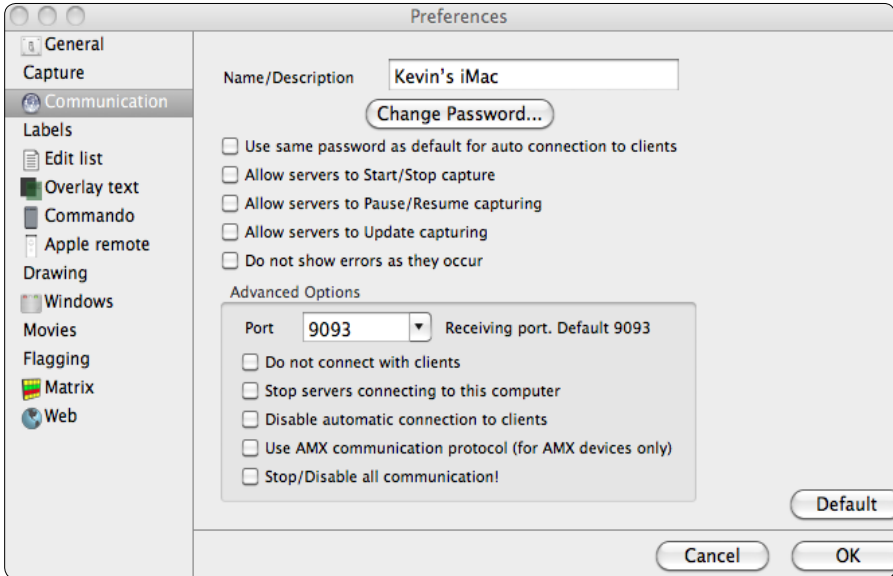 Preferences
General
Capture
Communication
Labels
Edit list
Overlay text
Commando
Apple remote
Drawing
Windows
Movies
Flagging
Matrix
Web
Name/Description Kevin's iMac
Change Password...
Use same password as default for auto connection to clients
Allow servers to Start/Stop capture
Allow servers to Pause/Resume capturing
Allow servers to Update capturing
Do not show errors as they occur
Advanced Options
Port 9093 Receiving port. Default 9093
Do not connect with clients
Stop servers connecting to this computer
Disable automatic connection to clients
Use AMX communication protocol (for AMX devices only)
Stop/Disable all communication!
Default
Cancel OK